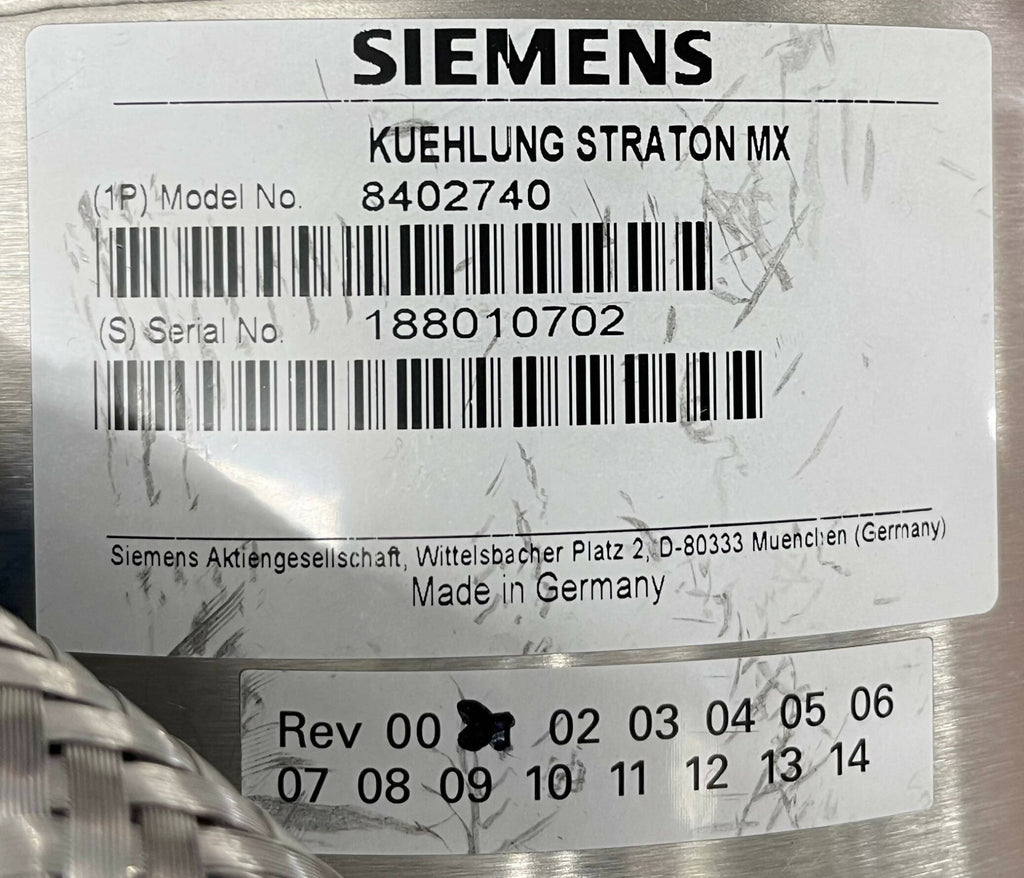 SIEMENS
KUEHLUNG STRATON MX
(1P) Model No. 8402740
(S) Serial No. 188010702
Siemens Aktiengesellschaft, Wittelsbacher Platz 2, D-80333 Muenchen (Germany)
Made in Germany
Rev 00 02 03 04 05 06
07 08 09 10 11 12 13 14